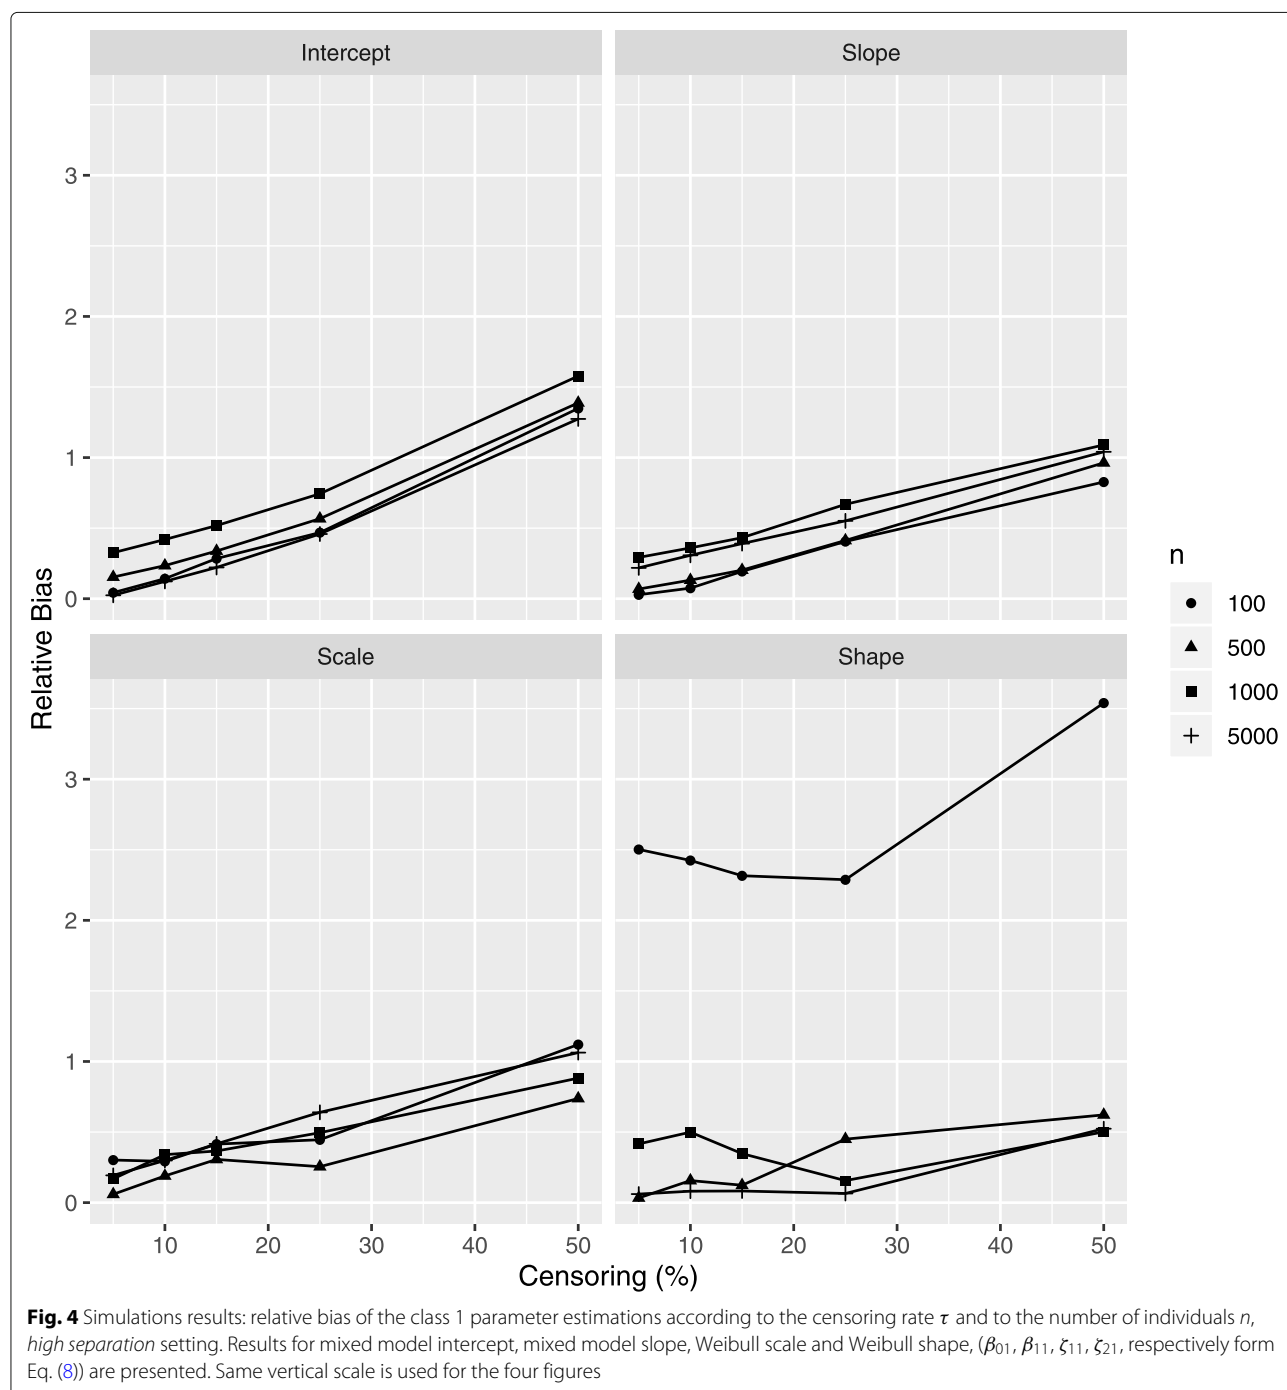 Intercept
Slope
3
2
1
0
Relative Bias
Scale
Shape
3
2
1
0
10 20 30 40 50
10 20 30 40 50
Censoring (%)
n
100
500
1000
5000
Fig. 4 Simulations results: relative bias of the class 1 parameter estimations according to the censoring rate τ and to the number of individuals n,
high separation setting. Results for mixed model intercept, mixed model slope, Weibull scale and Weibull shape, (β01, β11, ζ11, ζ21, respectively form
Eq. (8)) are presented. Same vertical scale is used for the four figures